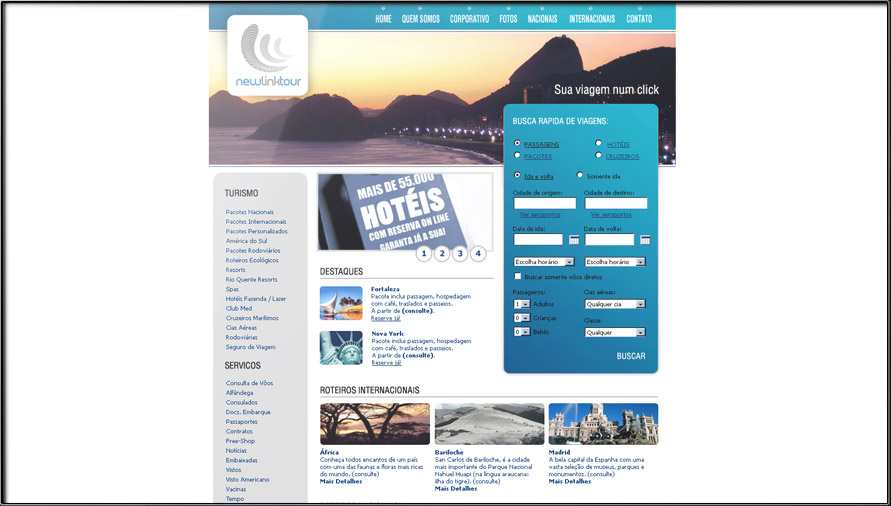 HOME QUEM SOMOS CORPORATIVO FOTOS NACIONAIS INTERNACIONAIS CONTATO
newlinktour
Sua viagem num click
BUSCA RAPIDA DE VIAGENS:
PASSAGENS HOTÉIS
PACOTES CRUZEIROS
Ida e volta Somente ida
Cidade de origem: Cidade de destino:
Ver aeroportos Ver aeroportos
Data de ida: Data de volta:
Escolha horário Escolha horário
Buscar somente vôos diretos
Passageiros: Cias aéreas:
1 Adultos Qualquer cia
0 Crianças Classe:
0 Bebês Qualquer
BUSCAR
TURISMO
Pacotes Nacionais
Pacotes Internacionais
Pacotes Personalizados
América do Sul
Pacotes Rodoviários
Roteiros Ecológicos
Resorts
Rio Quente Resorts
Spas
Hotéis Fazenda / Lazer
Club Med
Cruzeiros Marítimos
Cias Aéreas
Rodoviárias
Seguro de Viagem
SERVICOS
Consulta de Vôos
Alfândega
Consulados
Docs. Embarque
Passaportes
Contratos
Free-Shop
Notícias
Embaixadas
Vistos
Visto Americano
Vacinas
Tempo
MAIS DE 55.000
HOTÉIS
COM RESERVA ON LINE
GARANTA JÁ A SUA!
1 2 3 4
DESTAQUES
Fortaleza
Pacote inclui passagem, hospedagem
com café, traslados e passeios.
A partir de (consulte).
Reserve já!
Nova York
Pacote inclui passagem, hospedagem
com café, traslados e passeios.
A partir de (consulte).
Reserve já!
ROTEIROS INTERNACIONAIS
África
Conheça todos encantos de um país
com uma das faunas e floras mais ricas
do mundo. (consulte)
Mais Detalhes
Bariloche
San Carlos de Bariloche, é a cidade
mais importante do Parque Nacional
Nahuel Huapi (na língua araucana:
ilha do tigre). (consulte)
Mais Detalhes
Madrid
A bela capital da Espanha com uma
vasta seleção de museus, parques e
monumentos. (consulte)
Mais Detalhes